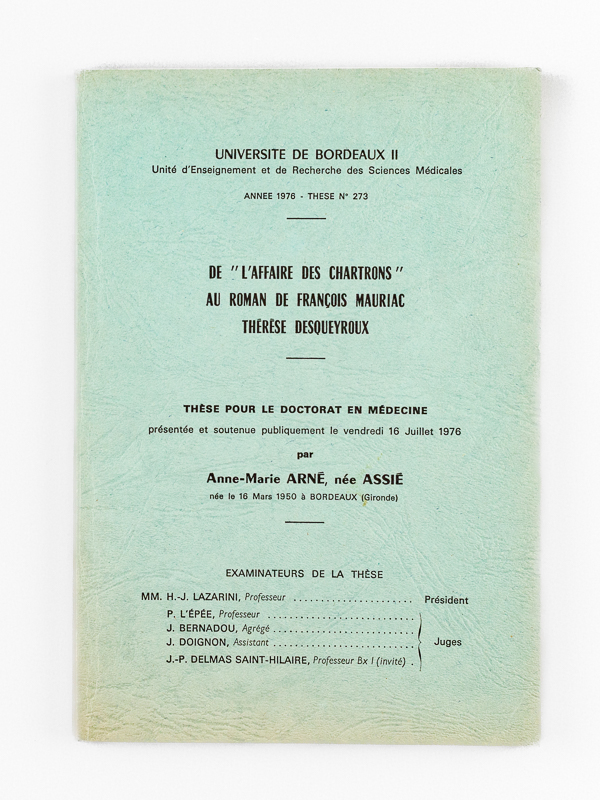 UNIVERSITE DE BORDEAUX II
Unité d'Enseignement et de Recherche des Sciences Médicales
ANNEE 1976 - THESE N° 273
DE "L'AFFAIRE DES CHARTRONS"
AU ROMAN DE FRANÇOIS MAURIAC
THÉRÈSE DESQUEYROUX
THÈSE POUR LE DOCTORAT EN MÉDECINE
présentée et soutenue publiquement le vendredi 16 Juillet 1976
par
Anne-Marie ARNÉ, née ASSIÉ
née le 16 Mars 1950 à BORDEAUX (Gironde)
EXAMINATEURS DE LA THÈSE
MM. H.-J. LAZARINI, Professeur ...................... Président
P. L'ÉPÉE, Professeur ...........................
J. BERNADOU, Agrégé ..........................
J. DOIGNON, Assistant .......................... Juges
J.-P. DELMAS SAINT-HILAIRE, Professeur Bx I (invité) .